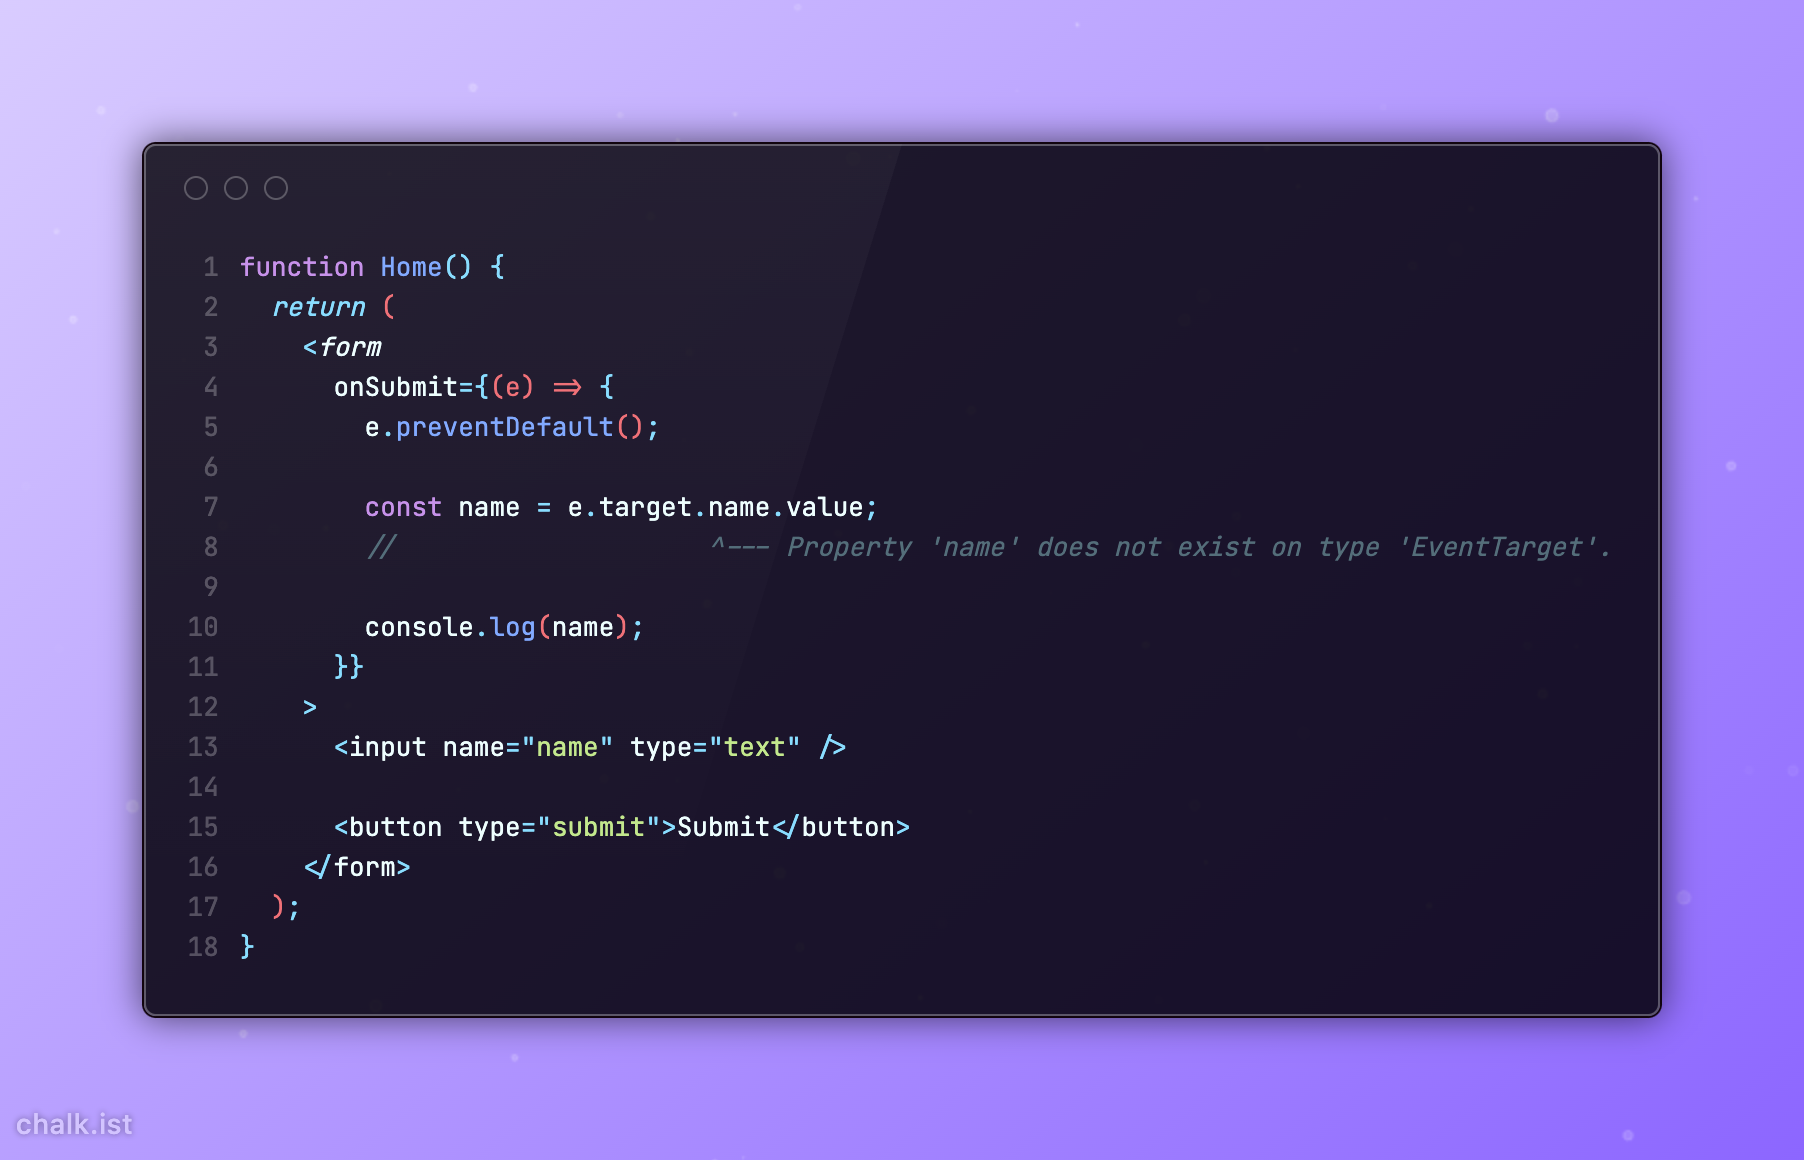 1 function Home() {
2 return (
3 <form
4 onSubmit={(e) => {
5 e.preventDefault();
6
7 const name = e.target.name.value;
8 // ^--- Property 'name' does not exist on type 'EventTarget'.
9
10 console.log(name);
11 }}
12 >
13 <input name="name" type="text" />
14
15 <button type="submit">Submit</button>
16 </form>
17 );
18 }
chalk.ist